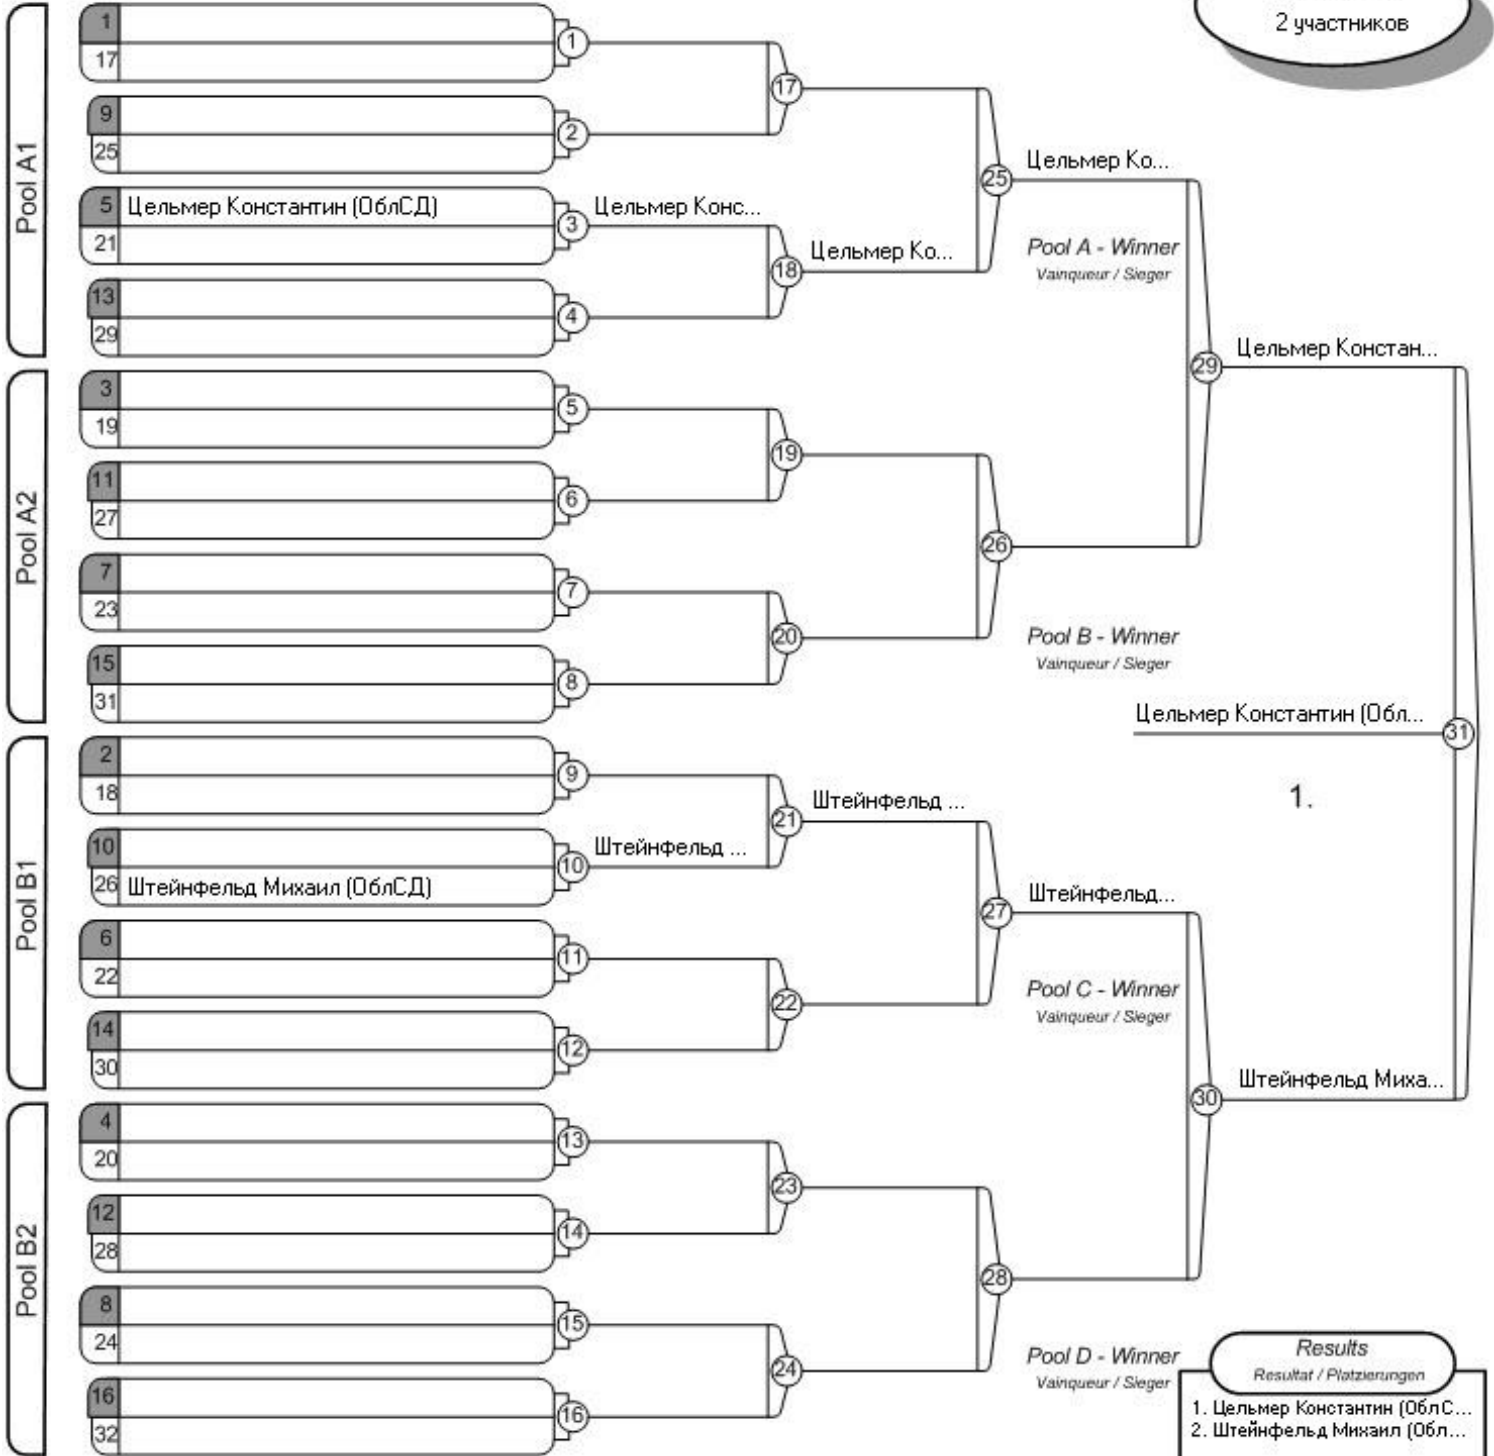 2 участников
Pool A1
1
17
1
9
25
2
5 Цельмер Константин (ОблСД)
21
3
Цельмер Конс...
13
29
4
17
18
Цельмер Ко...
25
Цельмер Ко...
Pool A - Winner
Vainqueur / Sieger
Pool A2
3
19
5
11
27
6
7
23
7
15
31
8
19
20
26
Pool B - Winner
Vainqueur / Sieger
29
Цельмер Констан...
Цельмер Константин (Обл...
31
1.
Pool B1
2
18
9
10
26 Штейнфельд Михаил (ОблСД)
10
Штейнфельд ...
6
22
11
14
30
12
21
Штейнфельд ...
22
27
Штейнфельд...
Pool C - Winner
Vainqueur / Sieger
30
Штейнфельд Миха...
Pool B2
4
20
13
12
28
14
8
24
15
16
32
16
23
24
28
Pool D - Winner
Vainqueur / Sieger
Results
Resultat / Platzierungen
1. Цельмер Константин (ОблС...
2. Штейнфельд Михаил (Обл...